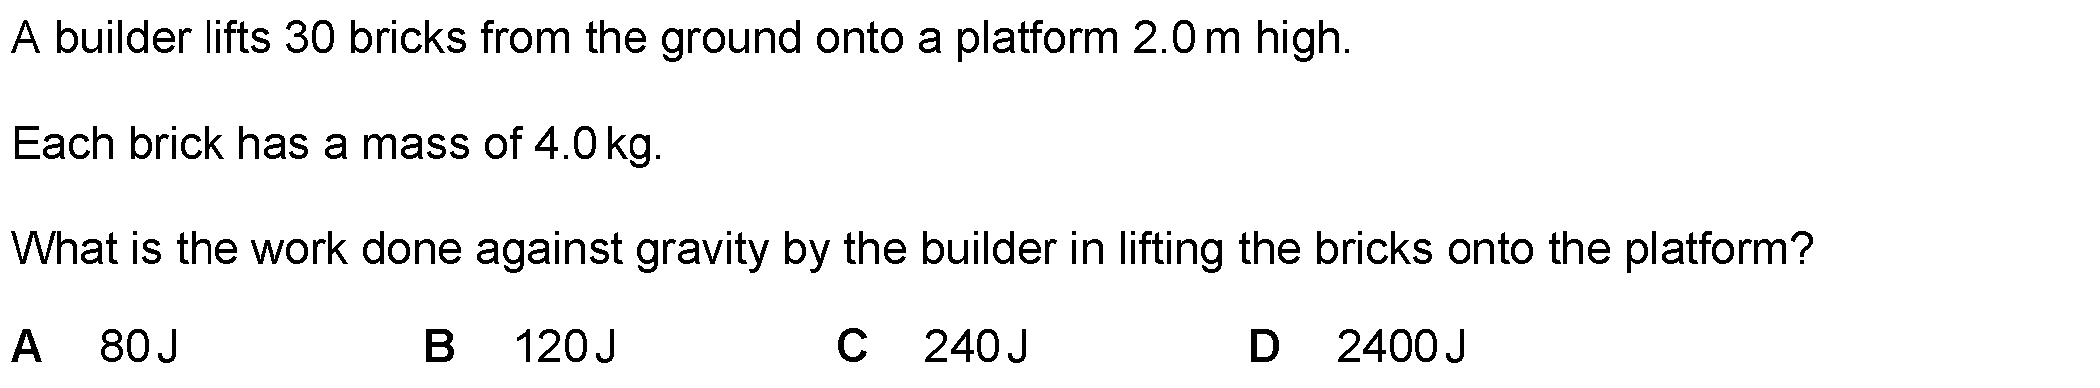 A builder lifts 30 bricks from the ground onto a platform 2.0 m high.
Each brick has a mass of 4.0 kg.
What is the work done against gravity by the builder in lifting the bricks onto the platform?
A 80 J B 120 J C 240 J D 2400 J